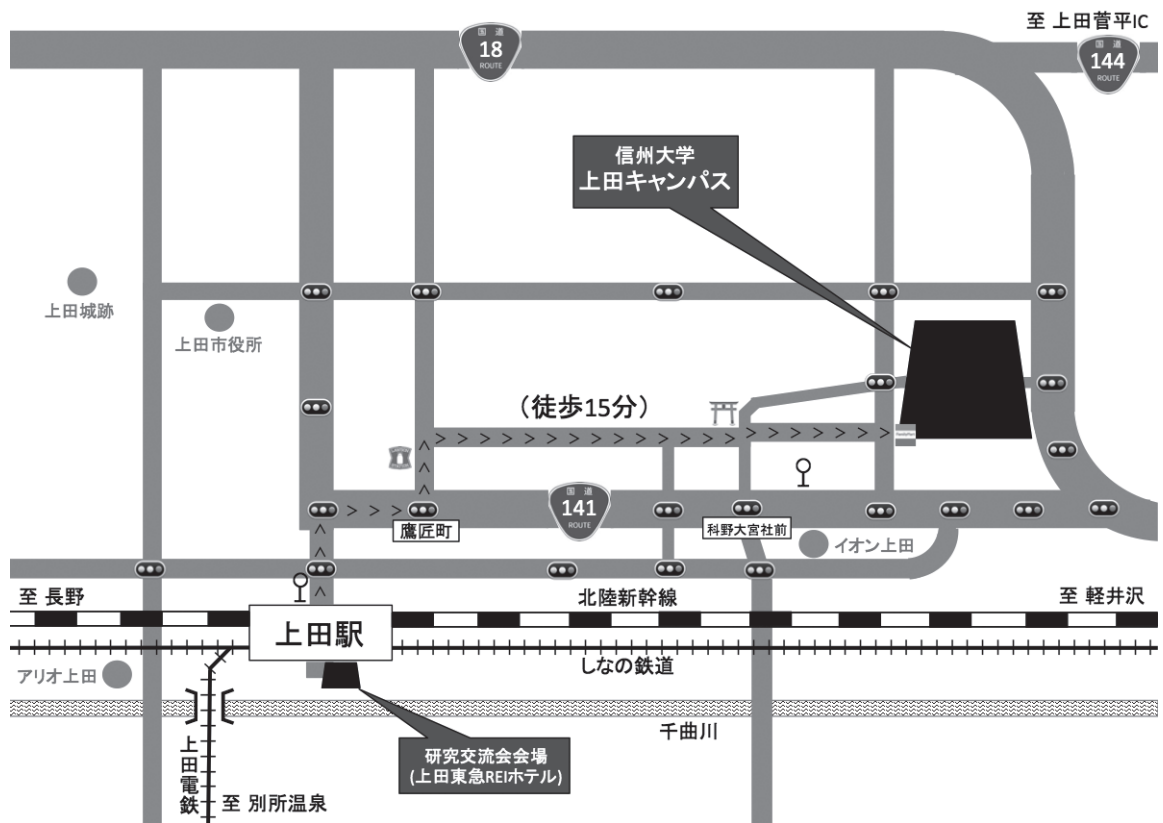 至 上田菅平IC
国道
18
ROUTE
国道
144
ROUTE
信州大学
上田キャンパス
上田城跡
上田市役所
（徒歩15分）
国道
141
ROUTE
鷹匠町
科野大宮社前
イオン上田
至 長野
北陸新幹線
至 軽井沢
上田駅
しなの鉄道
アリオ上田
千曲川
上田電鉄
研究交流会会場
(上田東急REIホテル)
至 別所温泉